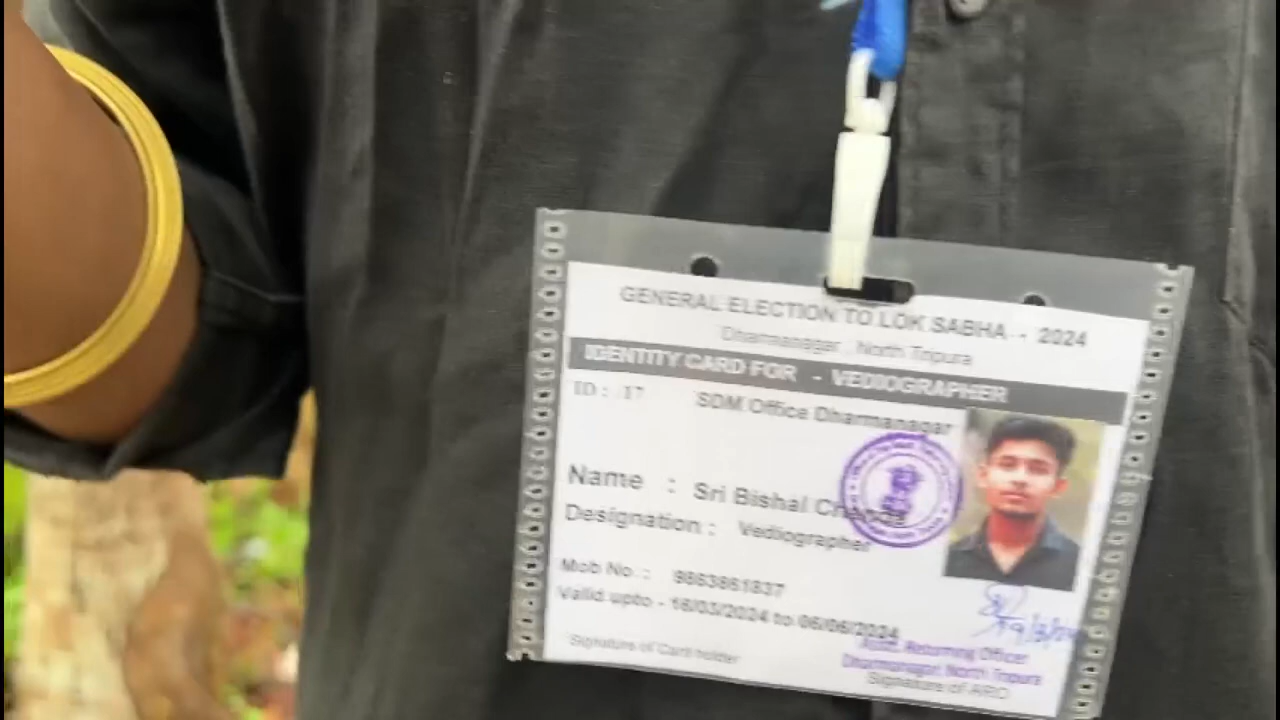 GENERAL ELECTION TO LOK SABHA - 2024
Dharmanagar, North Tripura
IDENTITY CARD FOR - VEDIOGRAPHER
ID : /17
SDM Office Dharmanagar
Name : Sri Bishal
Designation : Vediographer
Mob No. : 9863861837
Valid upto - 16/03/2024 to 06/06/2024
Signature of Card holder
Asstt. Returning Officer
Dharmanagar, North Tripura
Signature of ARO